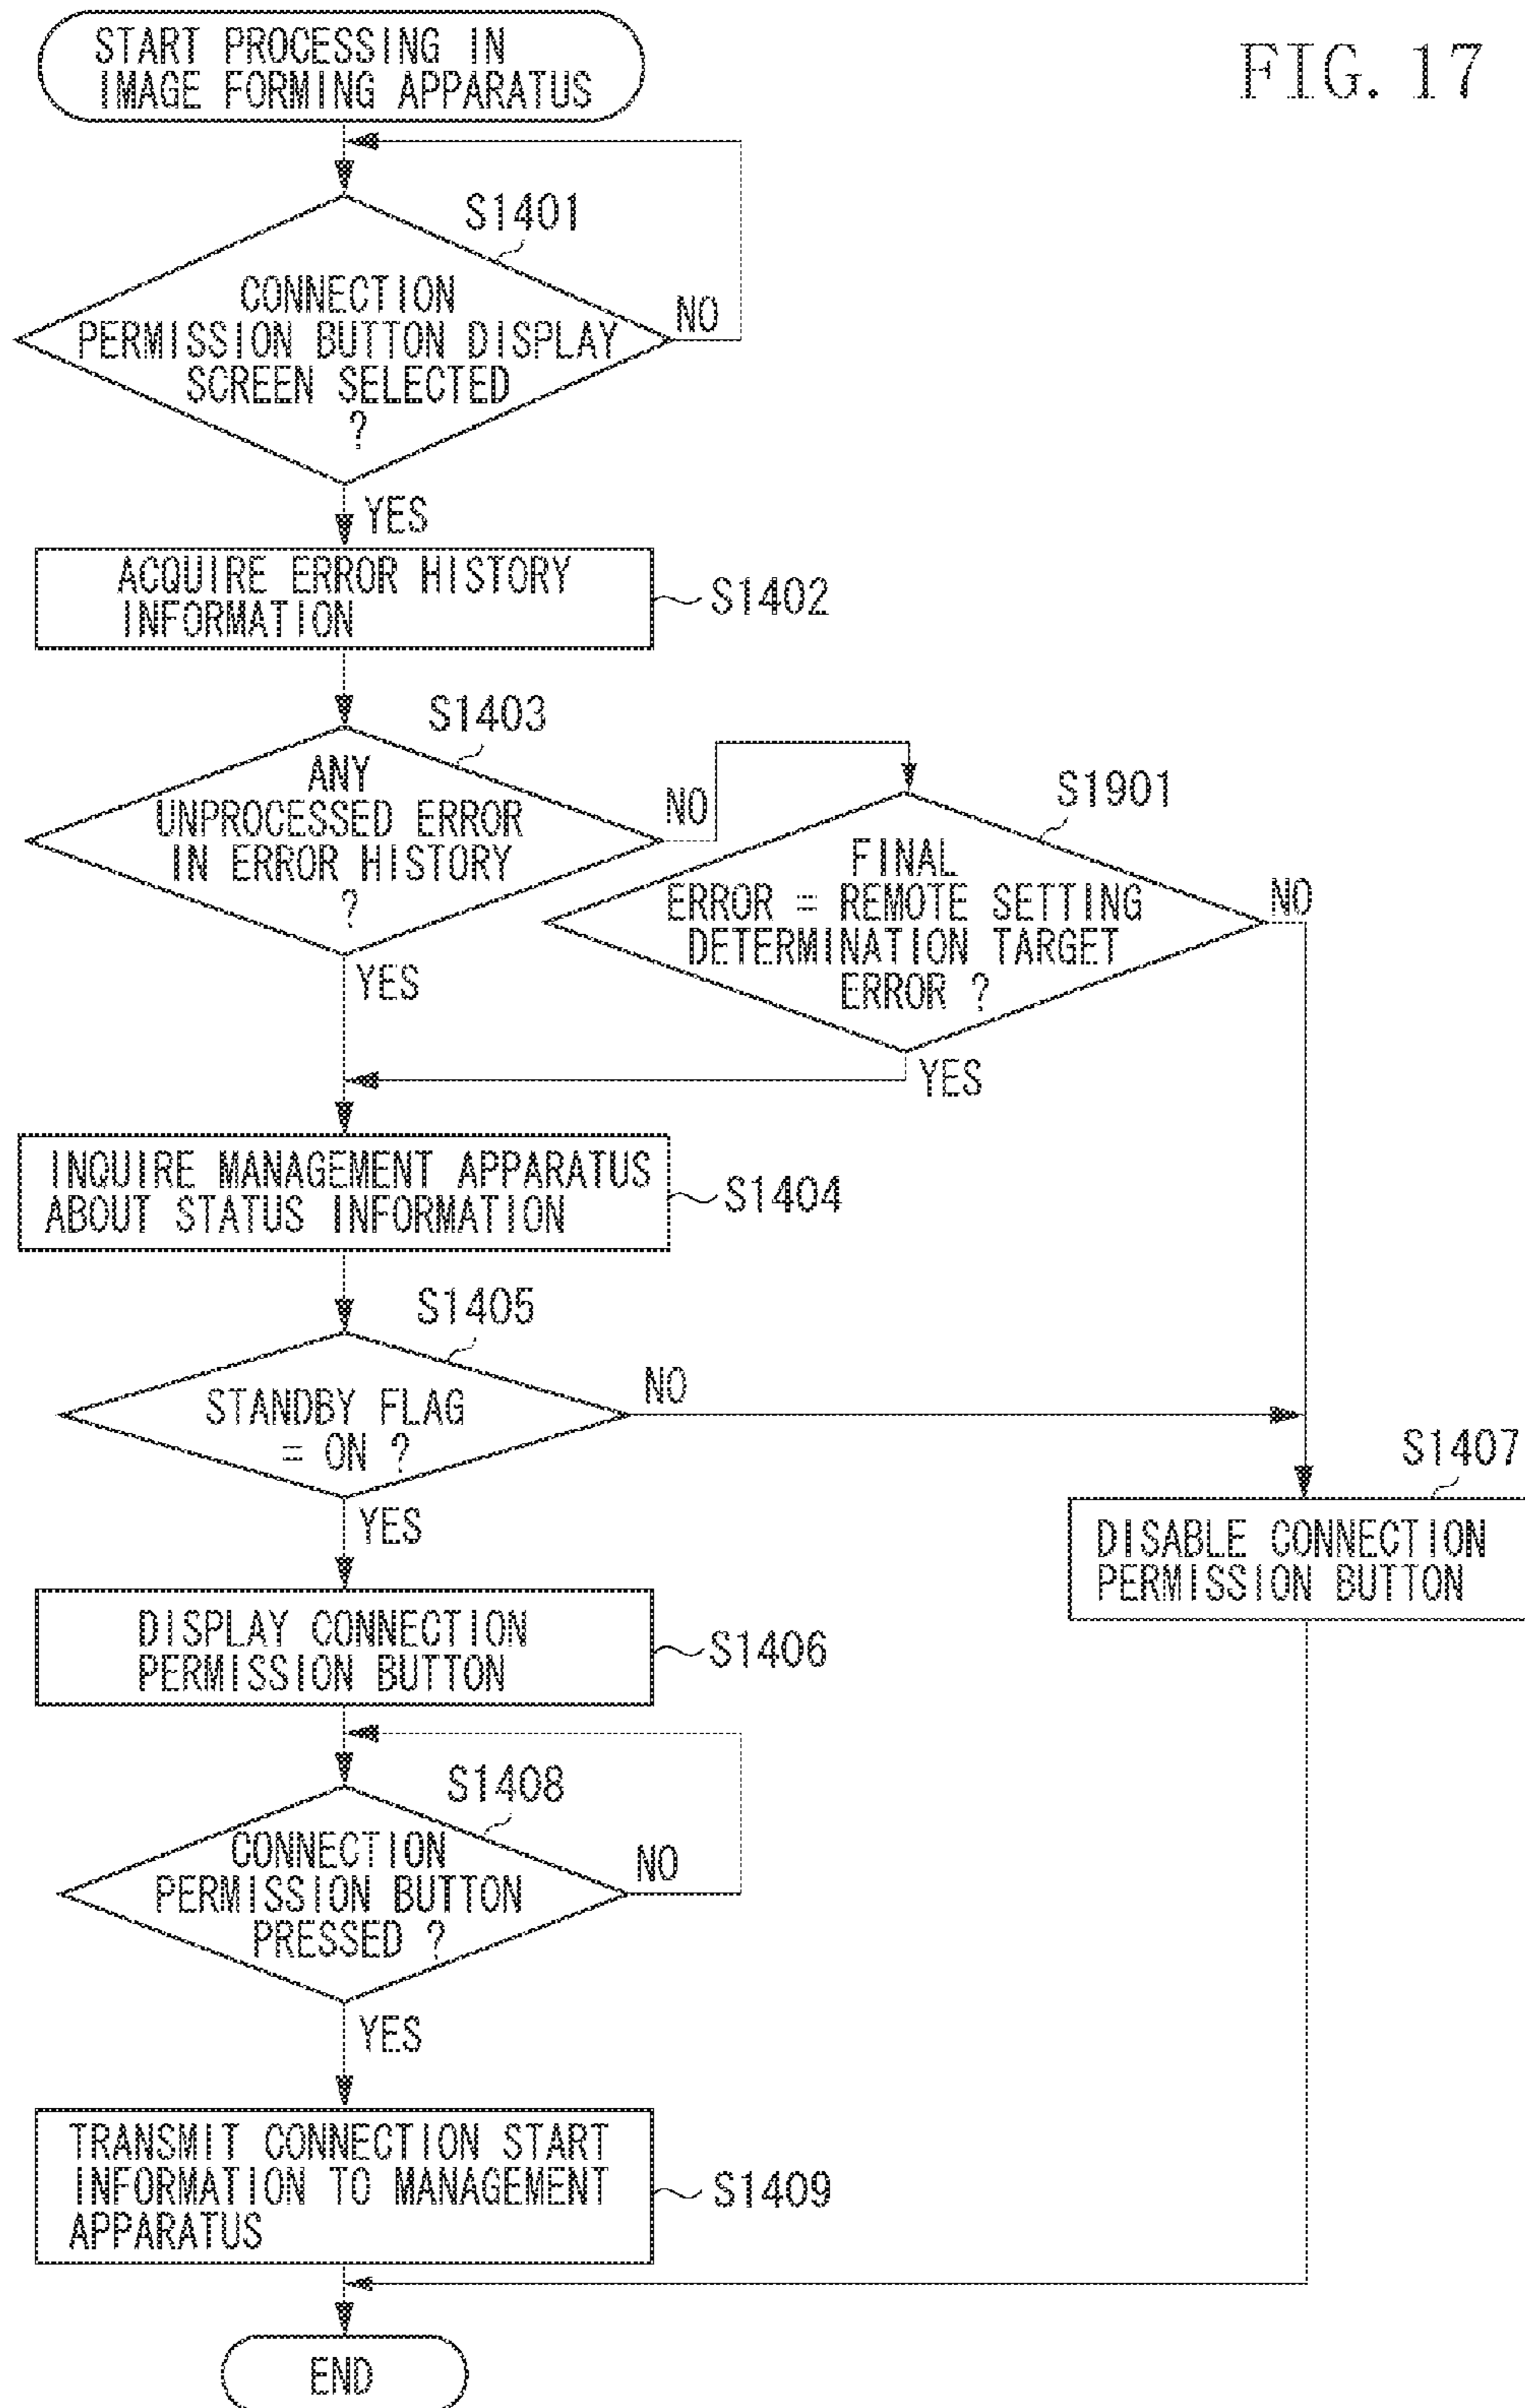 FIG. 17
START PROCESSING IN
IMAGE FORMING APPARATUS
S1401
CONNECTION
PERMISSION BUTTON DISPLAY
SCREEN SELECTED
?
NO
YES
ACQUIRE ERROR HISTORY
INFORMATION
S1402
S1403
ANY
UNPROCESSED ERROR
IN ERROR HISTORY
?
NO
YES
S1901
FINAL
ERROR = REMOTE SETTING
DETERMINATION TARGET
ERROR ?
NO
YES
INQUIRE MANAGEMENT APPARATUS
ABOUT STATUS INFORMATION
S1404
S1405
STANDBY FLAG
= ON ?
NO
YES
S1407
DISABLE CONNECTION
PERMISSION BUTTON
DISPLAY CONNECTION
PERMISSION BUTTON
S1406
S1408
CONNECTION
PERMISSION BUTTON
PRESSED ?
NO
YES
TRANSMIT CONNECTION START
INFORMATION TO MANAGEMENT
APPARATUS
S1409
END